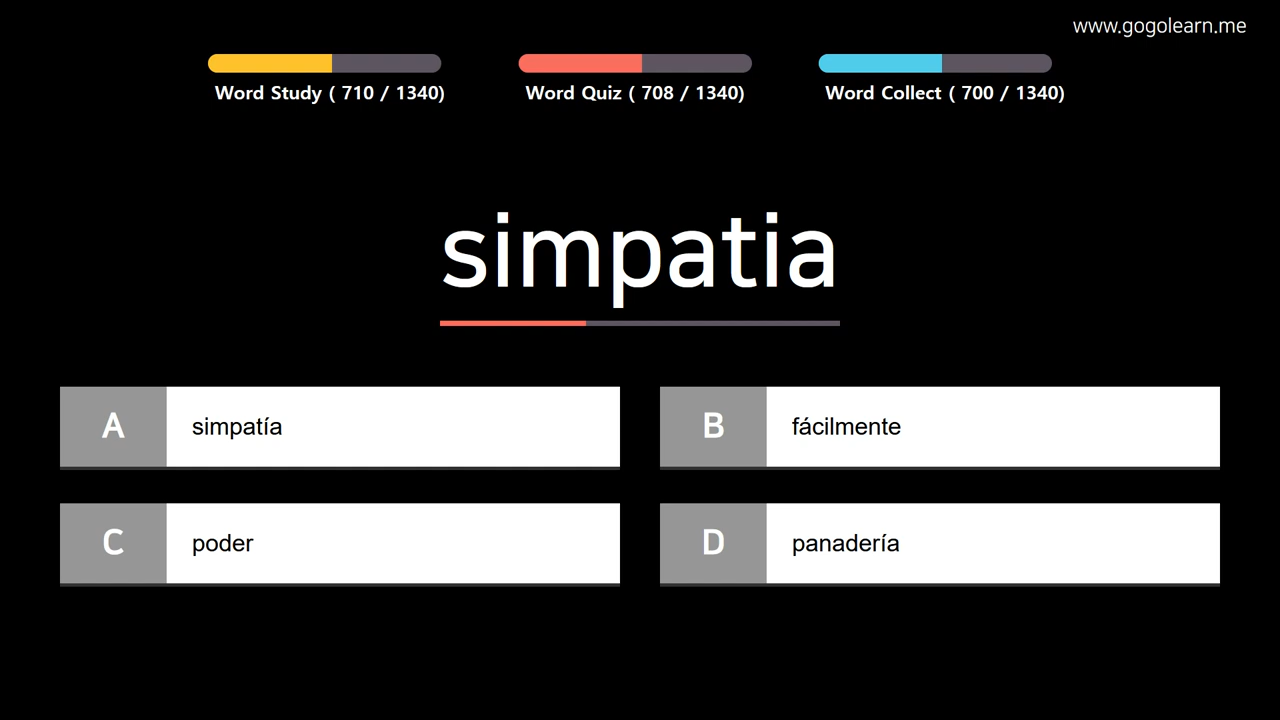 www.gogolearn.me
Word Study ( 710 / 1340)
Word Quiz ( 708 / 1340)
Word Collect ( 700 / 1340)
simpatia
A
simpatía
B
fácilmente
C
poder
D
panadería